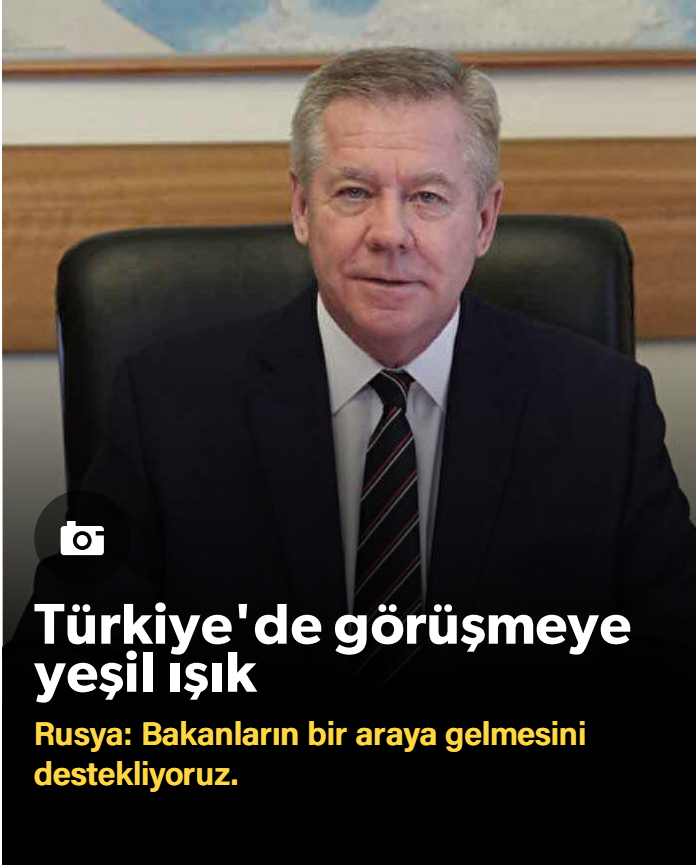 Türkiye'de görüşmeye
yeşil ışık
Rusya: Bakanların bir araya gelmesini
destekliyoruz.